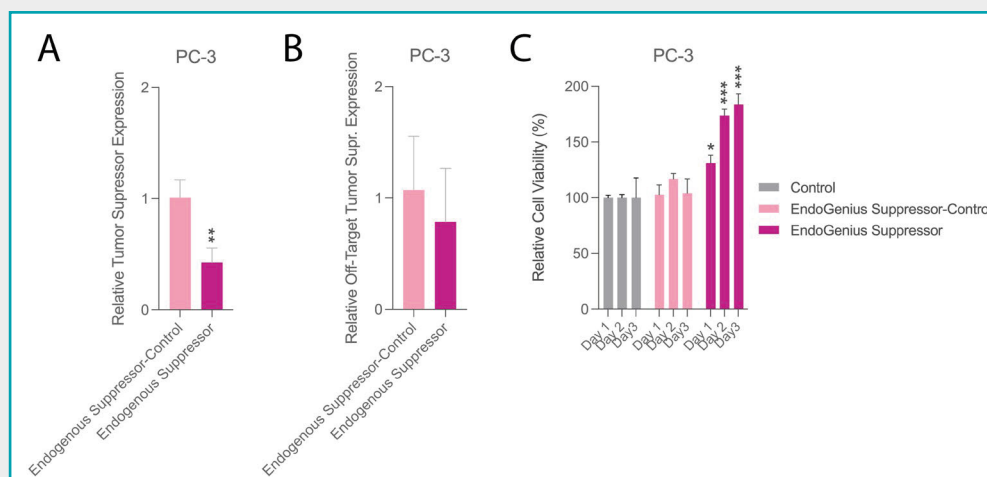 A
PC-3
Relative Tumor Supressor Expression
2
1
0
**
Endogenous Suppressor-Control
Endogenous Suppressor
B
PC-3
Relative Off-Target Tumor Supr. Expression
2
1
0
Endogenous Suppressor-Control
Endogenous Suppressor
C
PC-3
Relative Cell Viability (%)
200
150
100
50
0
*
***
***
Day 1
Day 2
Day3
Day 1
Day 2
Day3
Day 1
Day 2
Day3
Control
EndoGenius Suppressor-Control
EndoGenius Suppressor